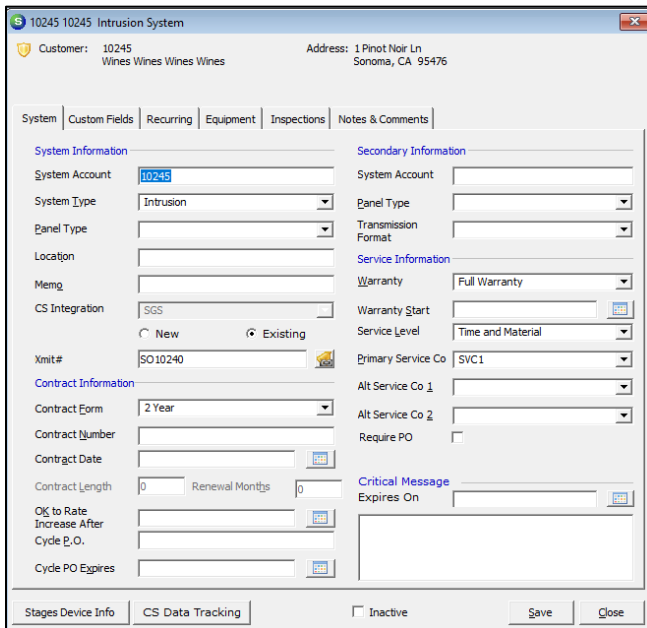 S 10245 10245 Intrusion System
Customer: 10245 Address: 1 Pinot Noir Ln
Wines Wines Wines Wines Sonoma, CA 95476
System Custom Fields Recurring Equipment Inspections Notes & Comments
System Information Secondary Information
System Account 10245 System Account
System Type Intrusion Panel Type
Panel Type Transmission
Format
Location Service Information
Memo Warranty Full Warranty
CS Integration SGS Warranty Start
New Existing Service Level Time and Material
Xmit# SO10240 Primary Service Co SVC1
Contract Information Alt Service Co 1
Contract Form 2 Year Alt Service Co 2
Contract Number Require PO
Contract Date
Contract Length 0 Renewal Months 0 Critical Message
Expires On
OK to Rate
Increase After
Cycle P.O.
Cycle PO Expires
Stages Device Info CS Data Tracking Inactive Save Close